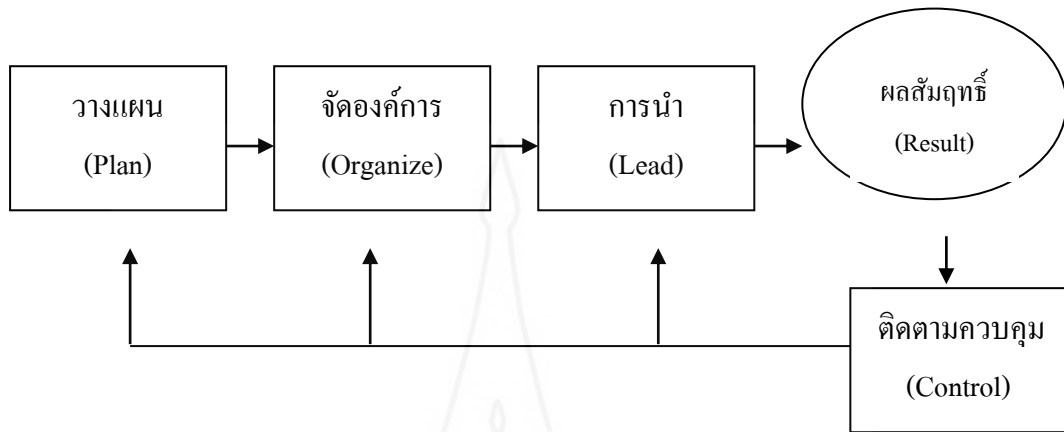 วางแผน
(Plan)
จัดองค์การ
(Organize)
การนำ
(Lead)
ผลสัมฤทธิ์
(Result)
ติดตามควบคุม
(Control)